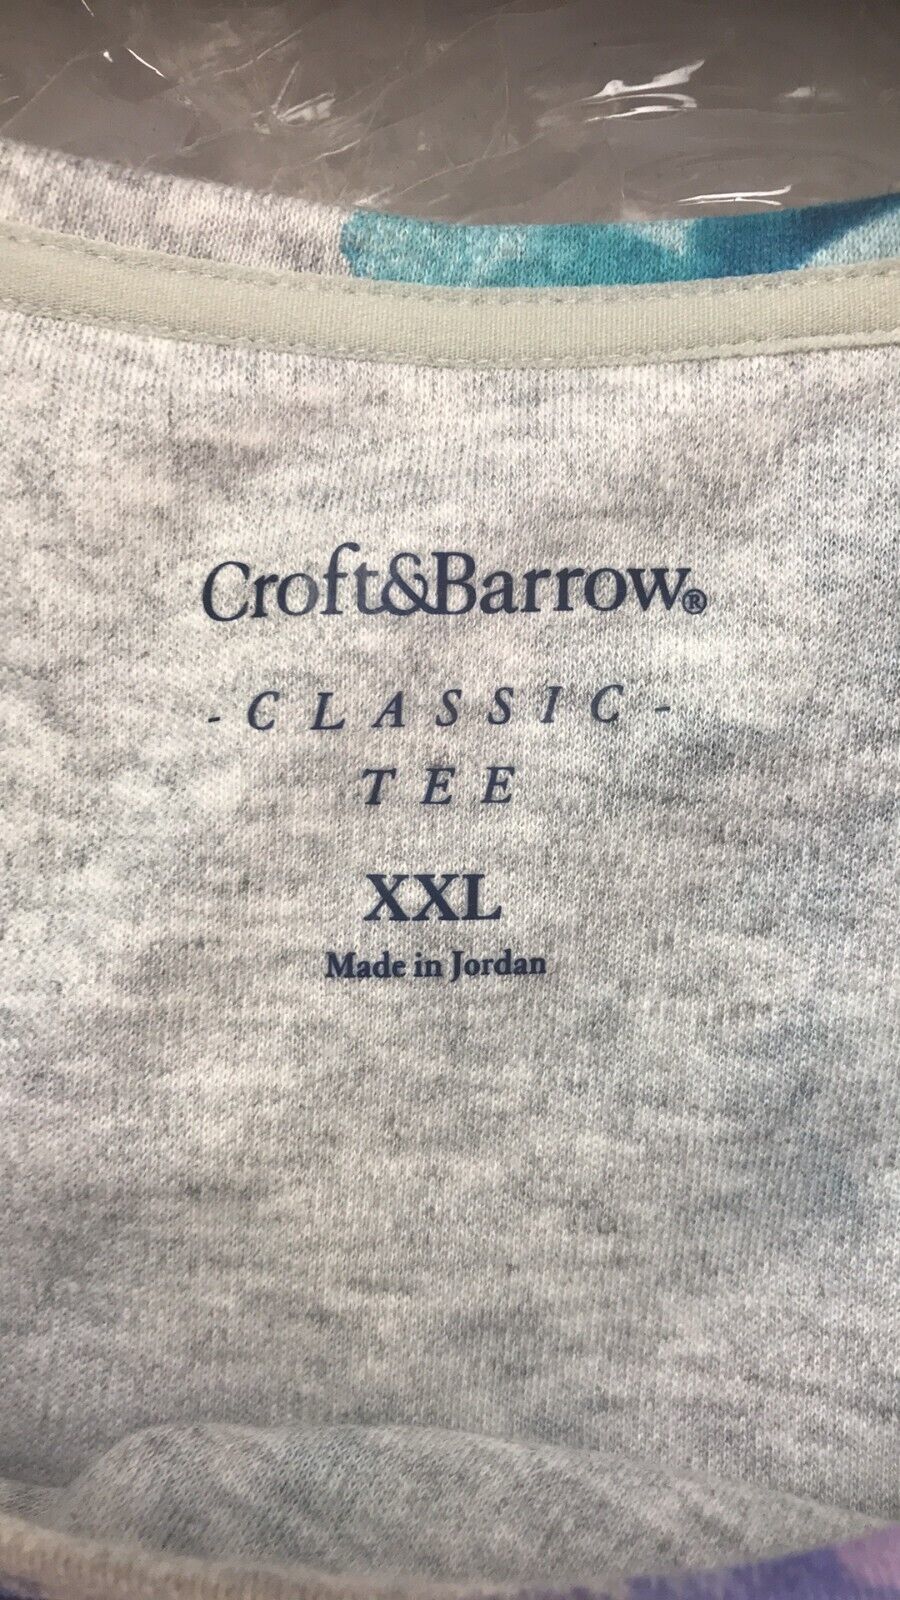 Croft&Barrow®
- CLASSIC -
TEE
XXL
Made in Jordan